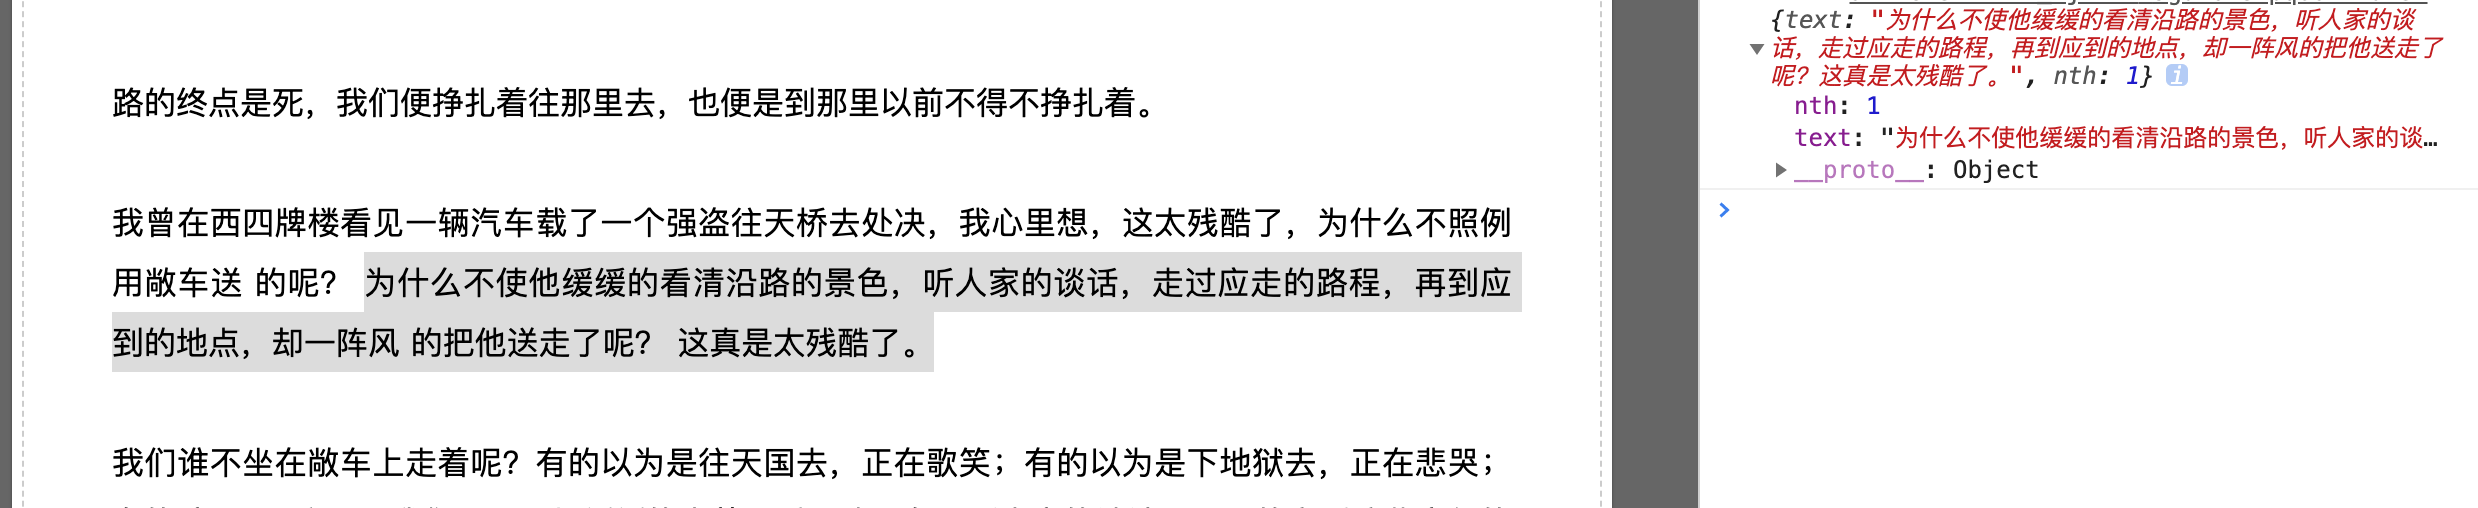 路的终点是死，我们便挣扎着往那里去，也便是到那里以前不得不挣扎着。
我曾在西四牌楼看见一辆汽车载了一个强盗往天桥去处决，我心里想，这太残酷了，为什么不照例
用敞车送 的呢？ 为什么不使他缓缓的看清沿路的景色，听人家的谈话，走过应走的路程，再到应
到的地点，却一阵风 的把他送走了呢？ 这真是太残酷了。
我们谁不坐在敞车上走着呢？有的以为是往天国去，正在歌笑；有的以为是下地狱去，正在悲哭；
{text: "为什么不使他缓缓的看清沿路的景色，听人家的谈
话，走过应走的路程，再到应到的地点，却一阵风的把他送走了
呢？这真是太残酷了。", nth: 1} i
nth: 1
text: "为什么不使他缓缓的看清沿路的景色，听人家的谈…
__proto__: Object